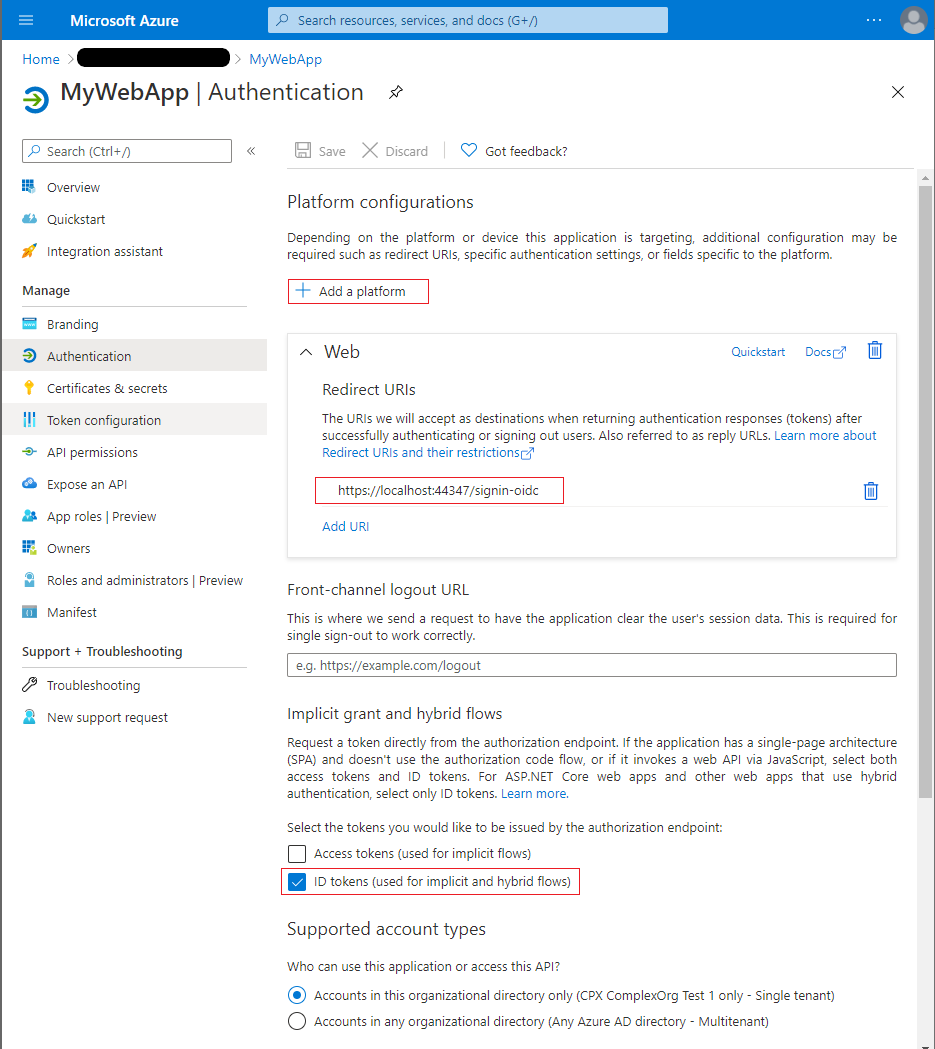 Microsoft Azure
Search resources, services, and docs (G+/)
Home > > MyWebApp
MyWebApp | Authentication
Search (Ctrl+/)
«
Overview
Quickstart
Integration assistant
Manage
Branding
Authentication
Certificates & secrets
Token configuration
API permissions
Expose an API
App roles | Preview
Owners
Roles and administrators | Preview
Manifest
Support + Troubleshooting
Troubleshooting
New support request
Save Discard Got feedback?
Platform configurations
Depending on the platform or device this application is targeting, additional configuration may be
required such as redirect URIs, specific authentication settings, or fields specific to the platform.
Add a platform
Web Quickstart Docs
Redirect URIs
The URIs we will accept as destinations when returning authentication responses (tokens) after
successfully authenticating or signing out users. Also referred to as reply URLs. Learn more about
Redirect URIs and their restrictions
https://localhost:44347/signin-oidc
Add URI
Front-channel logout URL
This is where we send a request to have the application clear the user's session data. This is required for
single sign-out to work correctly.
e.g. https://example.com/logout
Implicit grant and hybrid flows
Request a token directly from the authorization endpoint. If the application has a single-page architecture
(SPA) and doesn't use the authorization code flow, or if it invokes a web API via JavaScript, select both
access tokens and ID tokens. For ASP.NET Core web apps and other web apps that use hybrid
authentication, select only ID tokens. Learn more.
Select the tokens you would like to be issued by the authorization endpoint:
Access tokens (used for implicit flows)
ID tokens (used for implicit and hybrid flows)
Supported account types
Who can use this application or access this API?
Accounts in this organizational directory only (CPX ComplexOrg Test 1 only - Single tenant)
Accounts in any organizational directory (Any Azure AD directory - Multitenant)